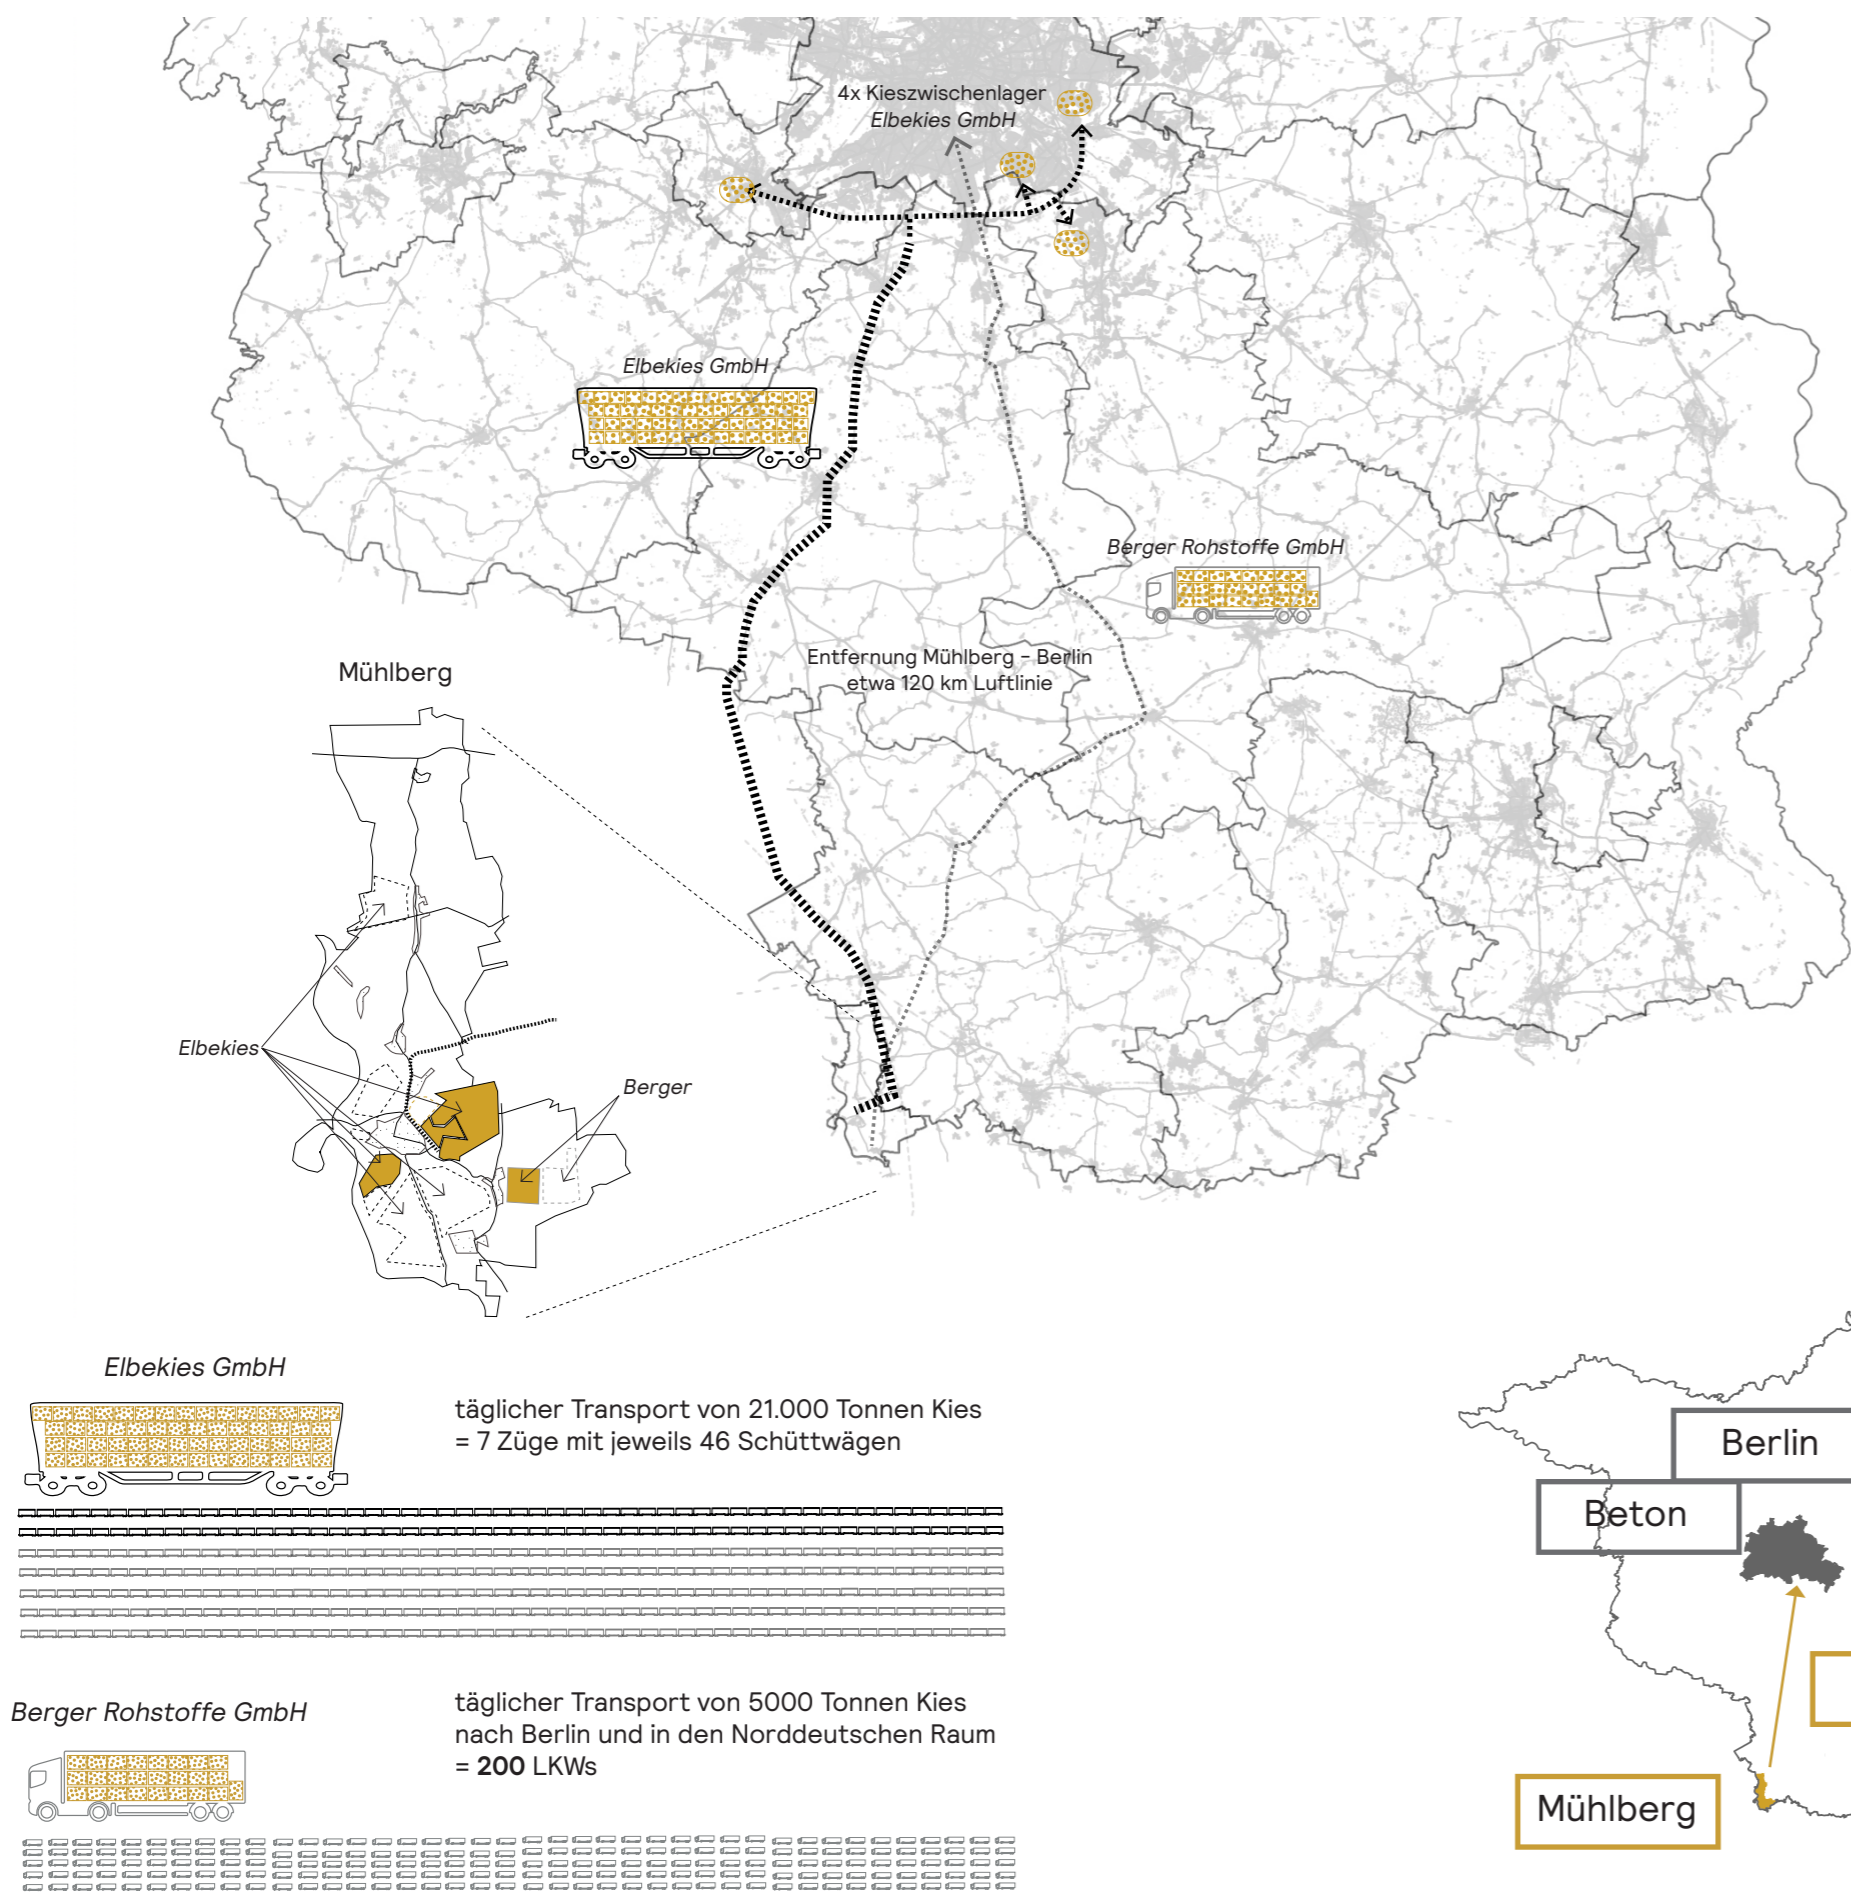 4x Kieszwischenlager
Elbekies GmbH
Elbekies GmbH
Berger Rohstoffe GmbH
Entfernung Mühlberg – Berlin
etwa 120 km Luftlinie
Mühlberg
Elbekies
Berger
Elbekies GmbH
täglicher Transport von 21.000 Tonnen Kies
= 7 Züge mit jeweils 46 Schüttwägen
Berger Rohstoffe GmbH
täglicher Transport von 5000 Tonnen Kies
nach Berlin und in den Norddeutschen Raum
= 200 LKWs
Berlin
Beton
Mühlberg